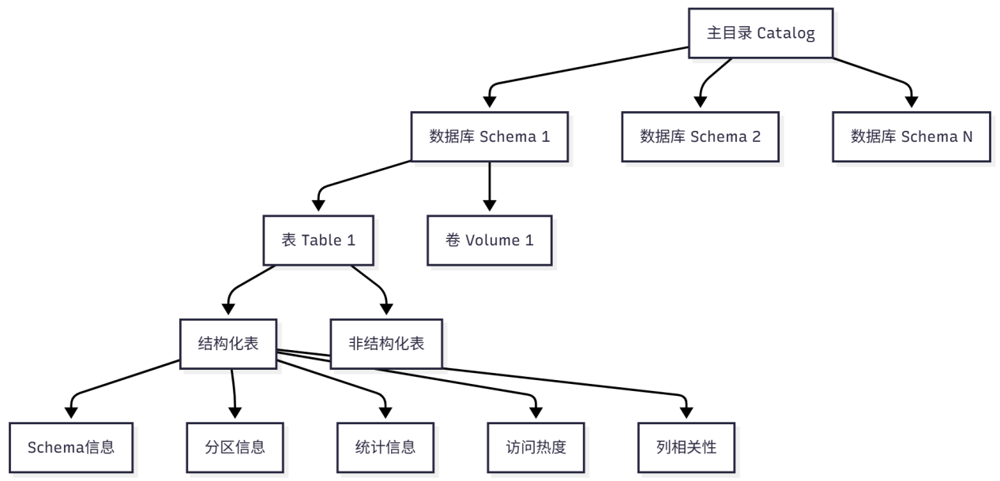 主目录 Catalog
数据库 Schema 1
数据库 Schema 2
数据库 Schema N
表 Table 1
卷 Volume 1
结构化表
非结构化表
Schema信息
分区信息
统计信息
访问热度
列相关性